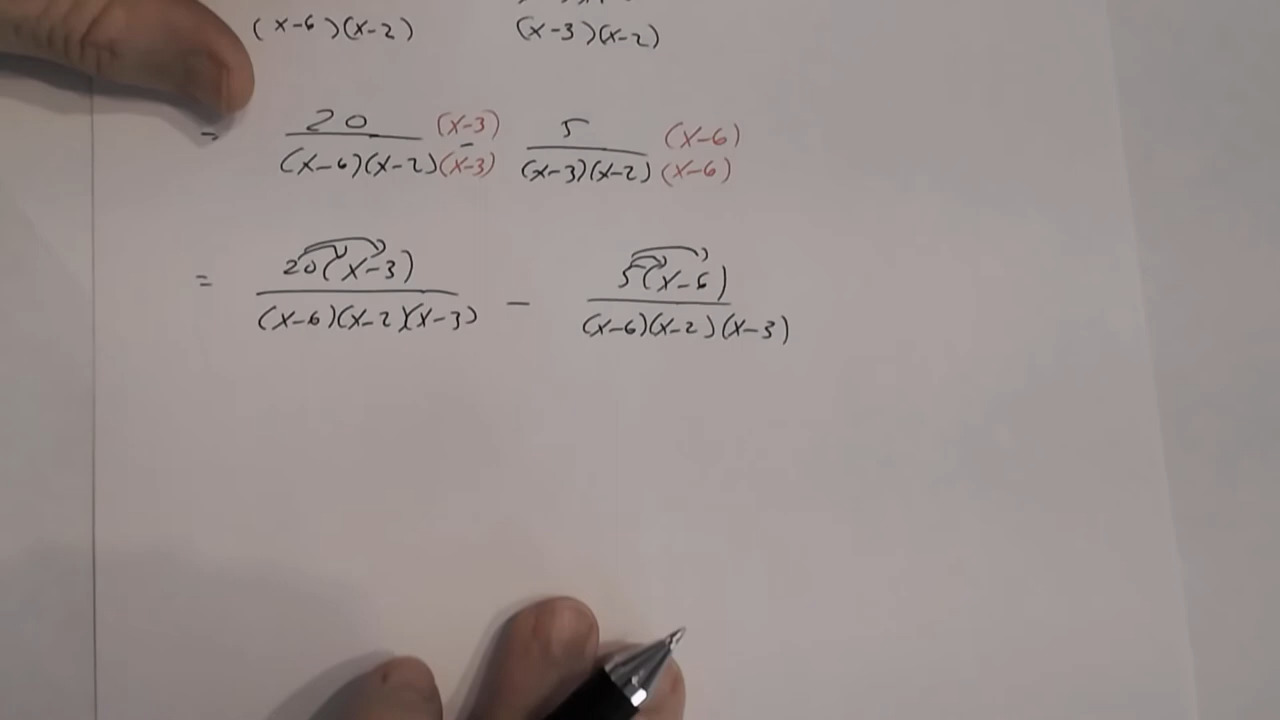 (x-6)(x-2) (x-3)(x-2)
= 20 (x-3) - 5 (x-6)
(x-6)(x-2)(x-3) (x-3)(x-2) (x-6)
= 20(x-3) - 5(x-6)
(x-6)(x-2)(x-3) (x-6)(x-2)(x-3)